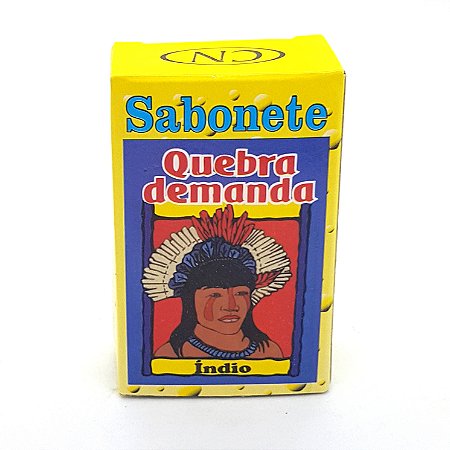 CN
Sabonete
Quebra
demanda
Índio